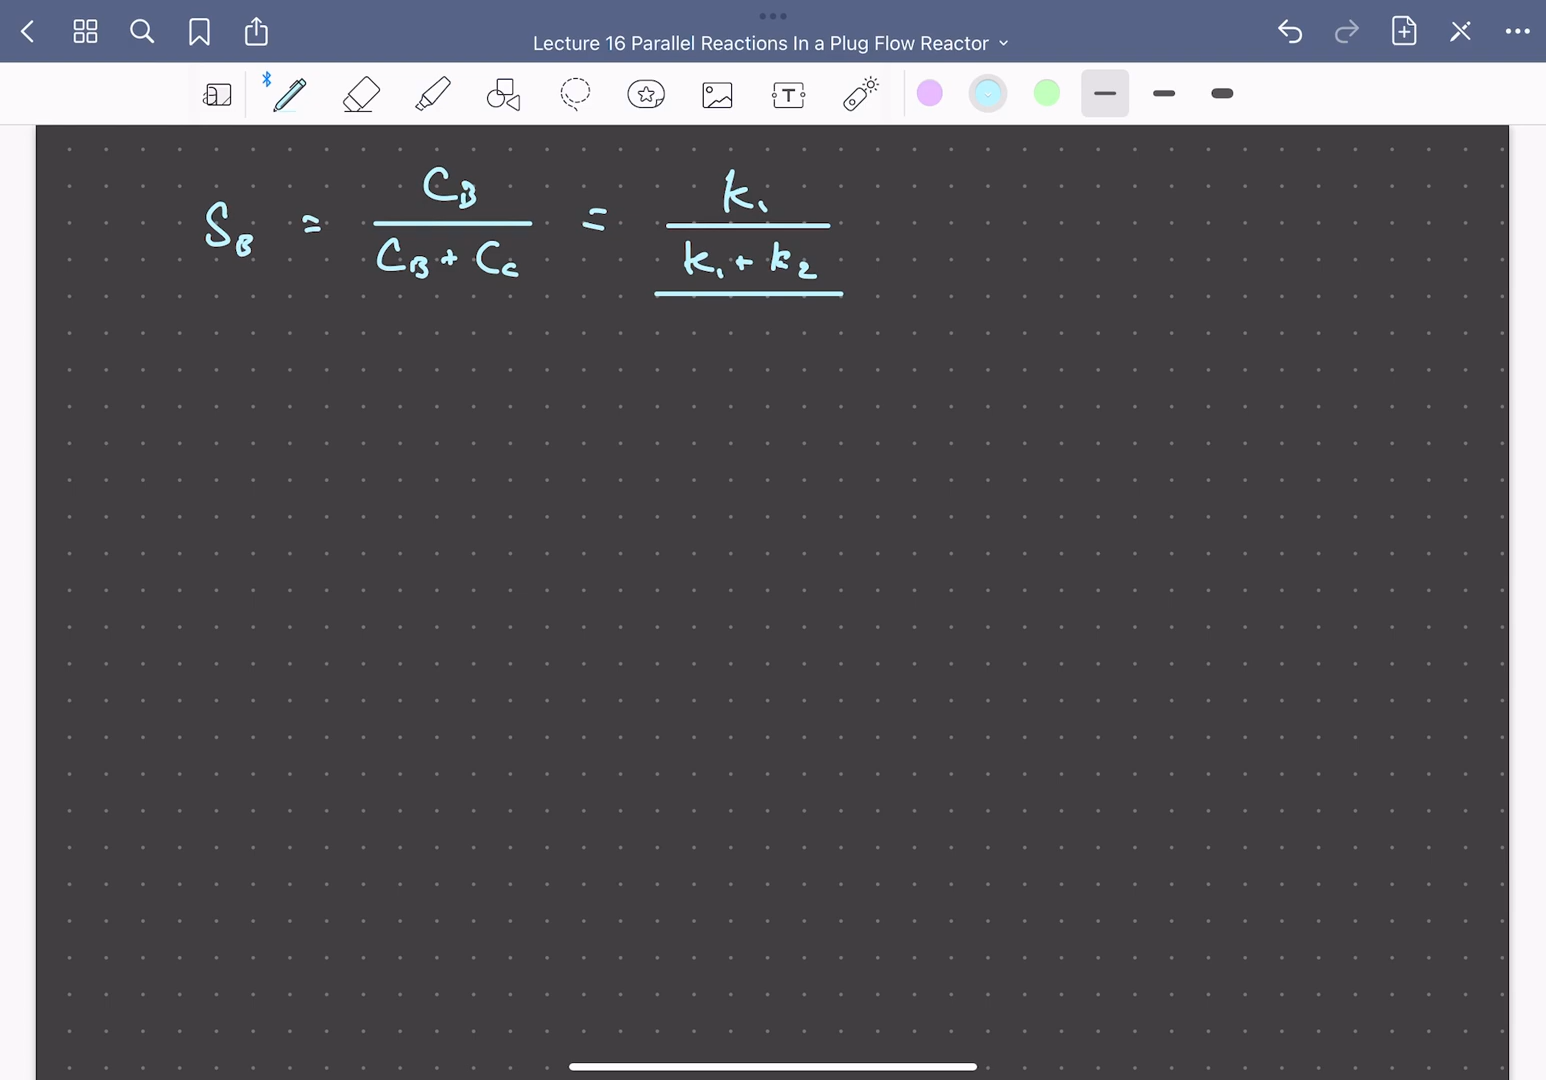 Lecture 16 Parallel Reactions In a Plug Flow Reactor
T
S_B = C_B / (C_B + C_C) = k_1 / (k_1 + k_2)